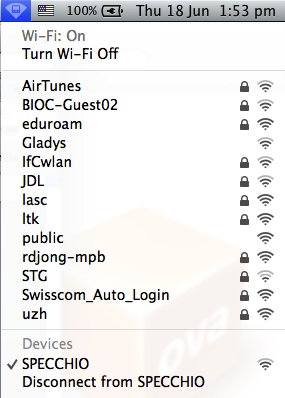 100% Thu 18 Jun 1:53 pm
Wi-Fi: On
Turn Wi-Fi Off
AirTunes
BIOC-Guest02
eduroam
Gladys
IfCwlan
JDL
lasc
ltk
public
rdjong-mpb
STG
Swisscom_Auto_Login
uzh
Devices
SPECCHIO
Disconnect from SPECCHIO
ova